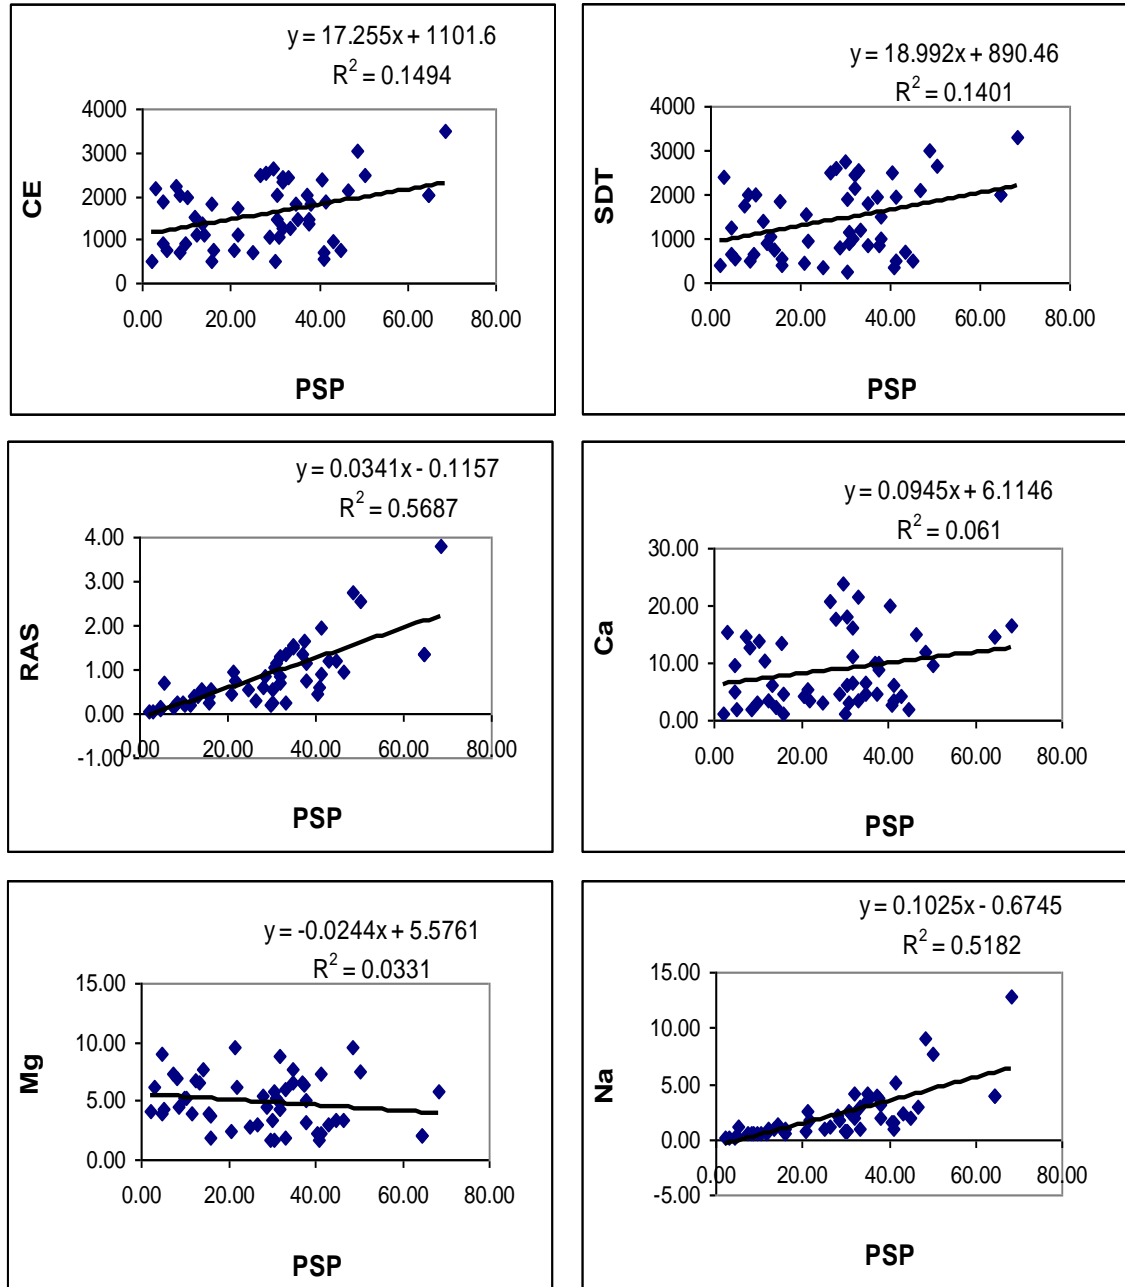 y = 17.255x + 1101.6
R² = 0.1494
CE
4000
3000
2000
1000
0
0.00 20.00 40.00 60.00 80.00
PSP
y = 18.992x + 890.46
R² = 0.1401
SDT
4000
3000
2000
1000
0
0.00 20.00 40.00 60.00 80.00
PSP
y = 0.0341x - 0.1157
R² = 0.5687
RAS
4.00
3.00
2.00
1.00
0.00
-1.00
0.00 20.00 40.00 60.00 80.00
PSP
y = 0.0945x + 6.1146
R² = 0.061
Ca
30.00
20.00
10.00
0.00
0.00 20.00 40.00 60.00 80.00
PSP
y = -0.0244x + 5.5761
R² = 0.0331
Mg
15.00
10.00
5.00
0.00
0.00 20.00 40.00 60.00 80.00
PSP
y = 0.1025x - 0.6745
R² = 0.5182
Na
15.00
10.00
5.00
0.00
-5.00
0.00 20.00 40.00 60.00 80.00
PSP